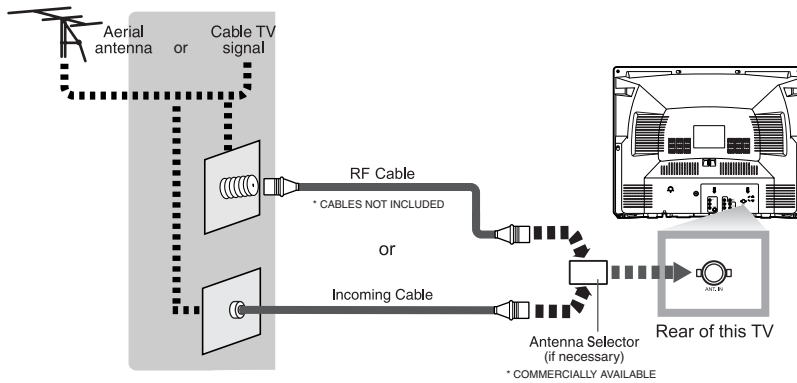 Aerial
antenna
or
Cable TV
signal
RF Cable
* CABLES NOT INCLUDED
or
Incoming Cable
ANT. IN
Antenna Selector
(if necessary)
* COMMERCIALLY AVAILABLE
Rear of this TV